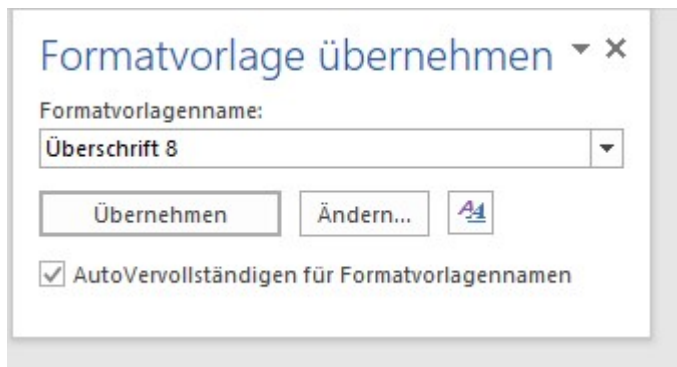 Formatvorlage übernehmen
Formatvorlagenname:
Überschrift 8
Übernehmen Ändern...
AutoVervollständigen für Formatvorlagennamen